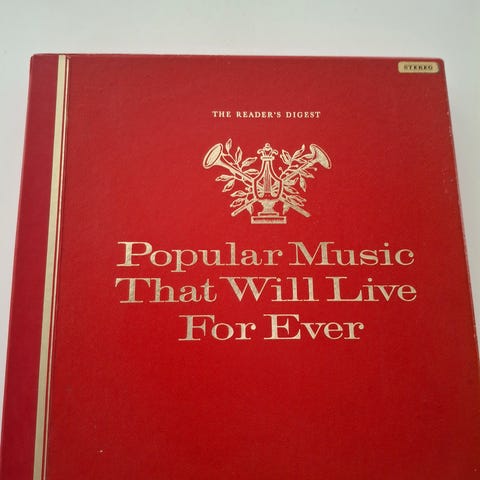 STEREO
THE READER'S DIGEST
Popular Music
That Will Live
For Ever